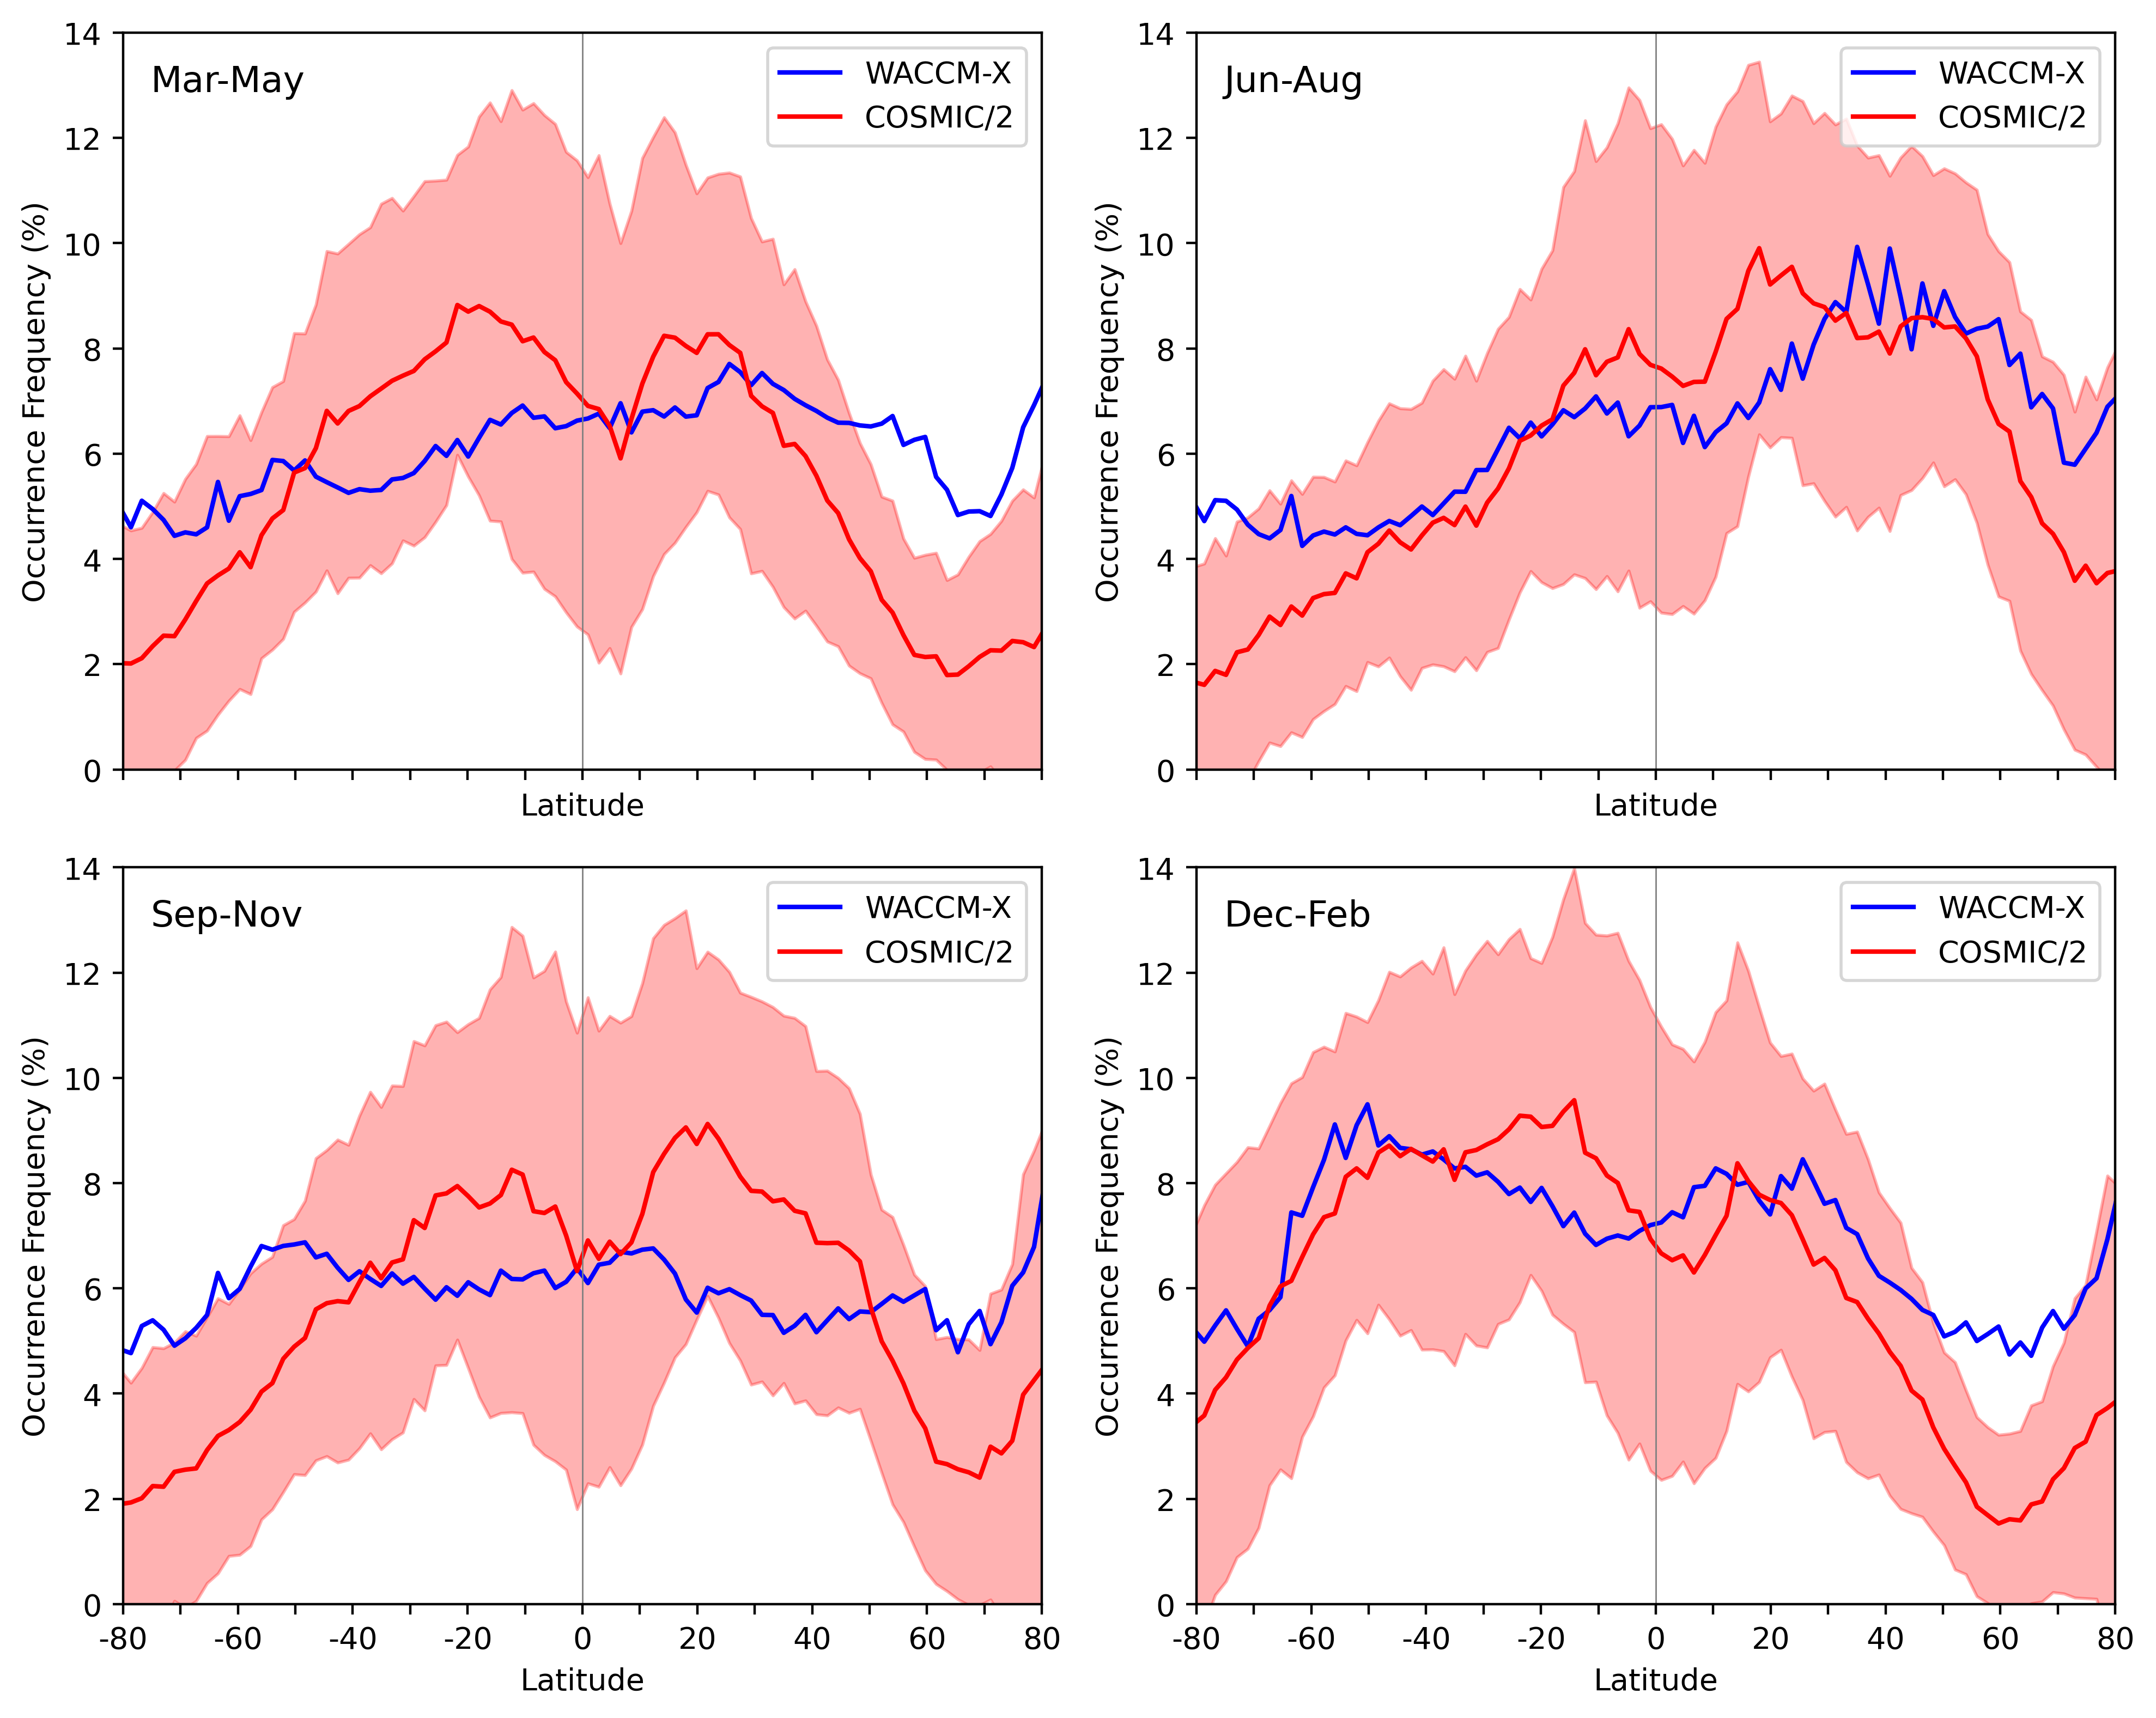 Mar-May
WACCM-X
COSMIC/2
Occurrence Frequency (%)
14
12
10
8
6
4
2
0
Latitude
Jun-Aug
WACCM-X
COSMIC/2
Occurrence Frequency (%)
14
12
10
8
6
4
2
0
Latitude
Sep-Nov
WACCM-X
COSMIC/2
Occurrence Frequency (%)
14
12
10
8
6
4
2
0
-80 -60 -40 -20 0 20 40 60 80
Latitude
Dec-Feb
WACCM-X
COSMIC/2
Occurrence Frequency (%)
14
12
10
8
6
4
2
0
-80 -60 -40 -20 0 20 40 60 80
Latitude